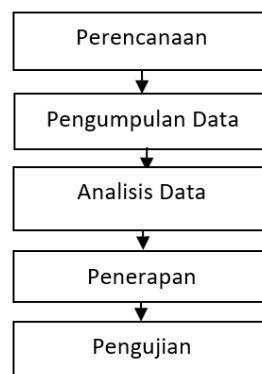 Perencanaan
Pengumpulan Data
Analisis Data
Penerapan
Pengujian